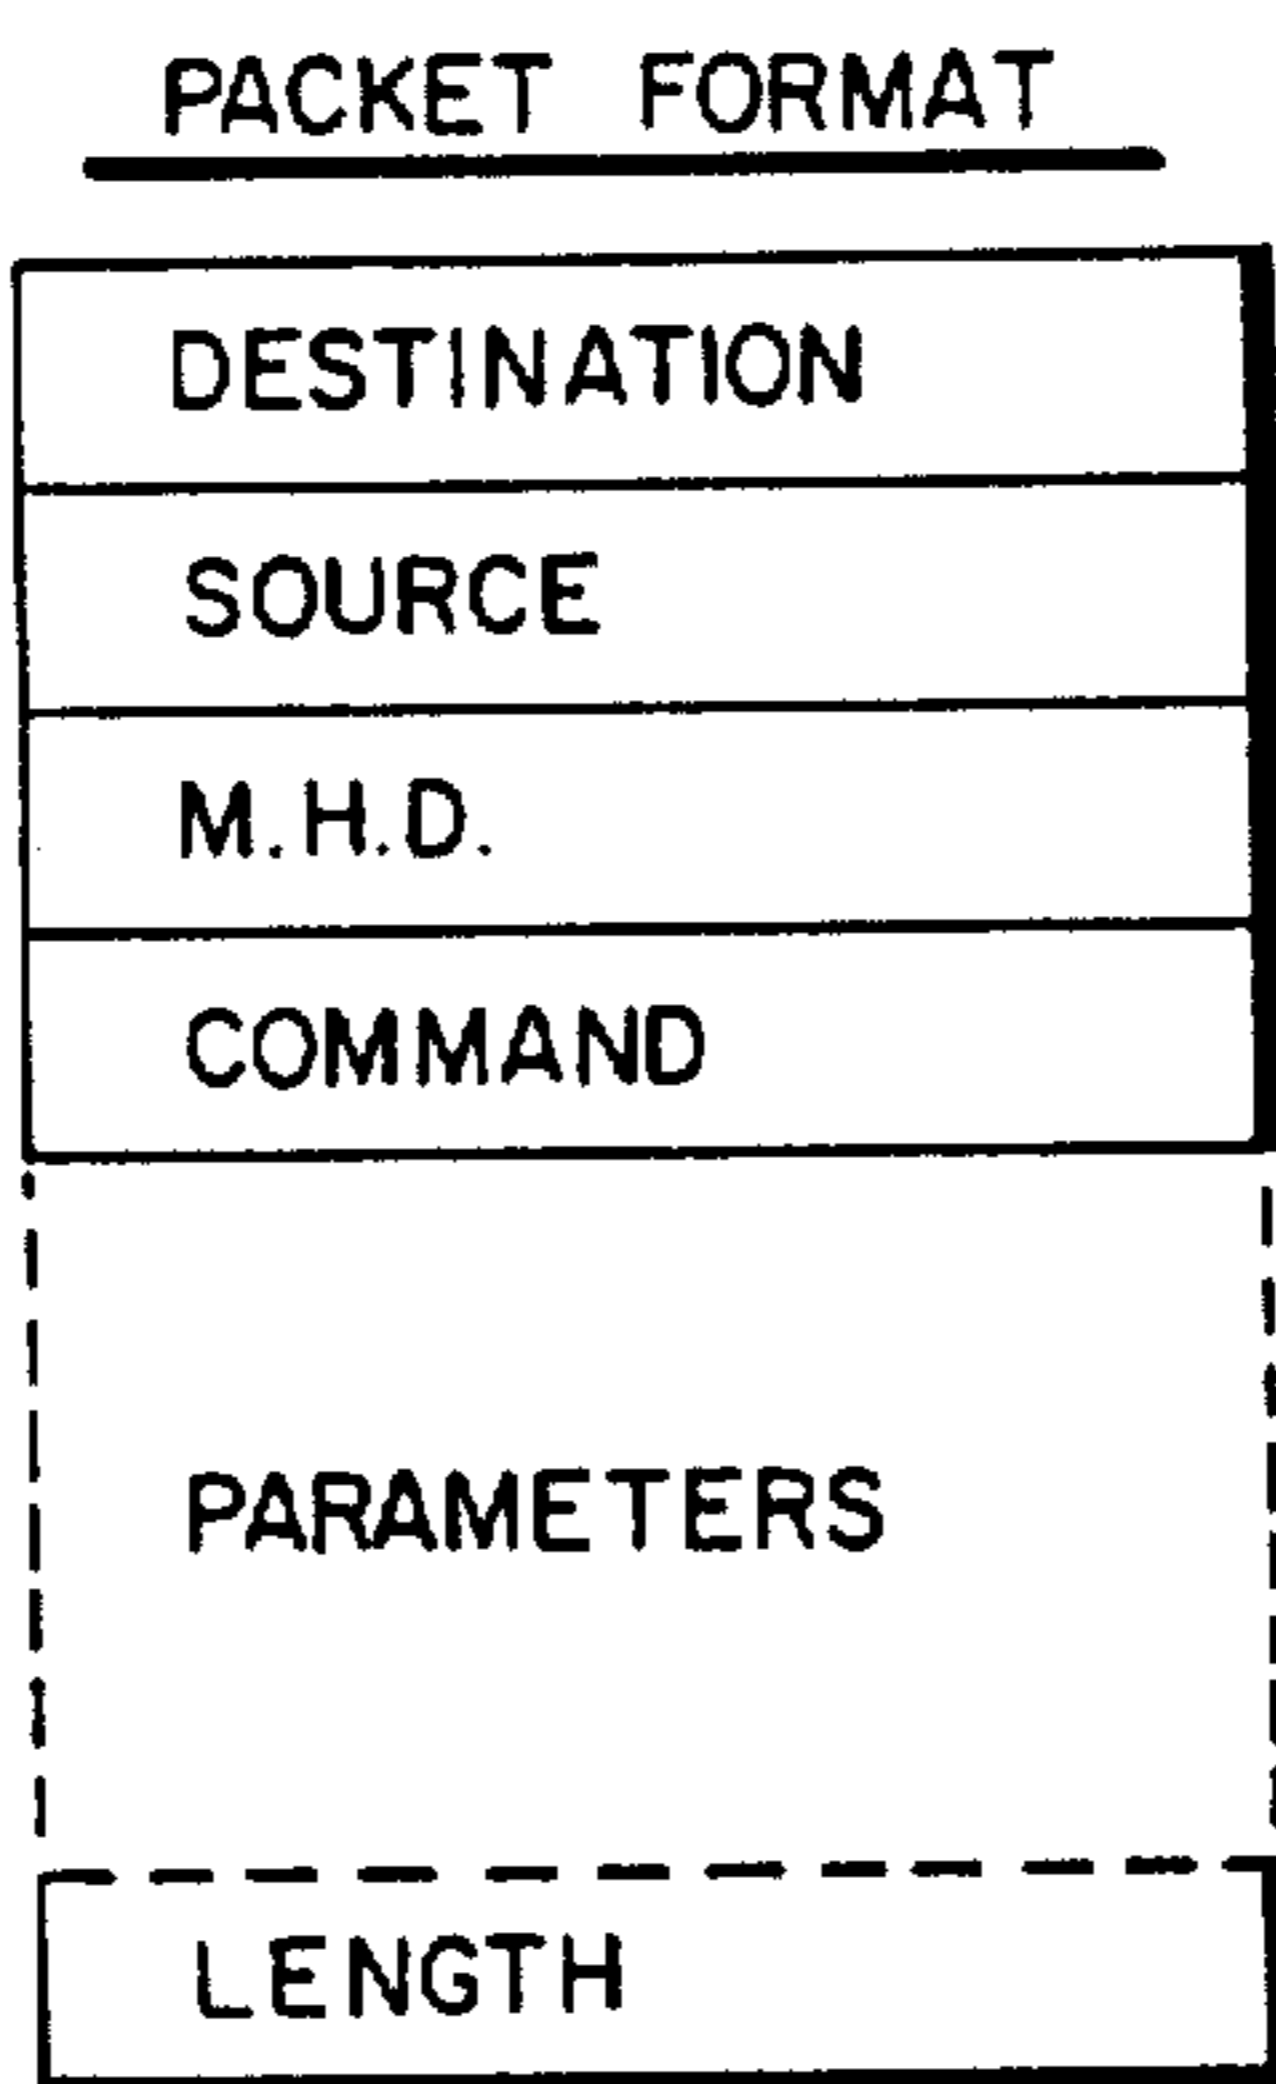 PACKET FORMAT
DESTINATION
SOURCE
M.H.D.
COMMAND
PARAMETERS
LENGTH